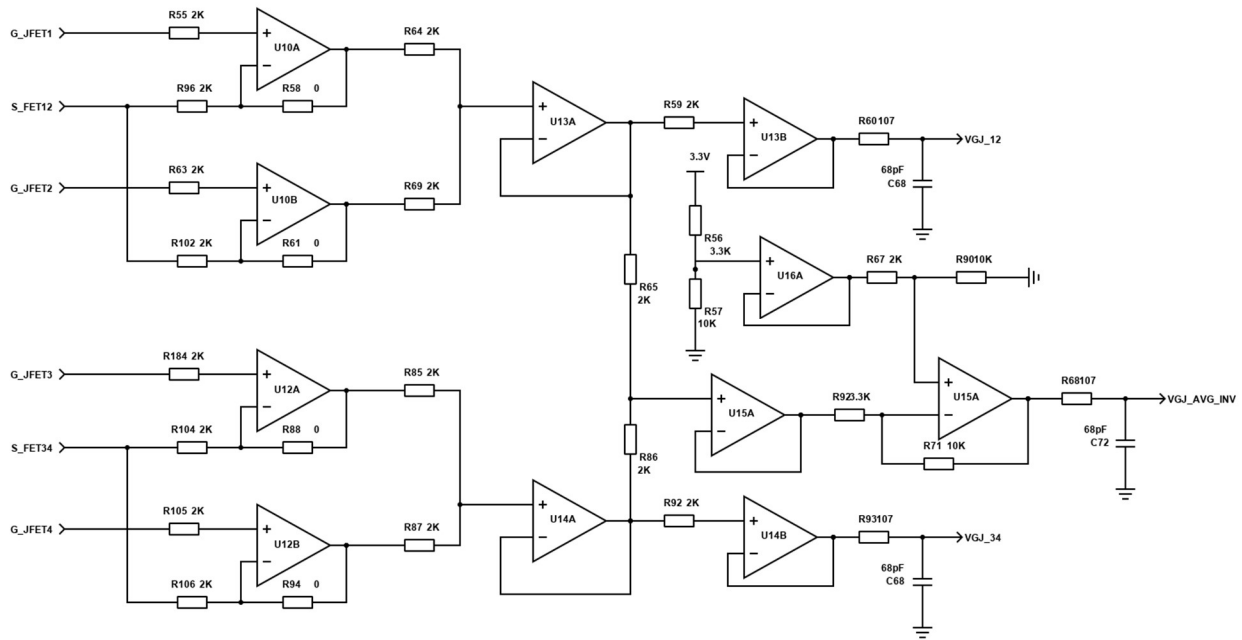 R55 2K
G_JFET1
U10A
R64 2K
R96 2K
R58 0
S_FET12
U13A
R59 2K
U13B
R60107
VGJ_12
3.3V
68pF
C68
R63 2K
G_JFET2
U10B
R69 2K
R102 2K
R61 0
R56
3.3K
U16A
R67 2K
R9010K
R65
2K
R57
10K
R184 2K
G_JFET3
U12A
R85 2K
U15A
R923.3K
U15A
R68107
VGJ_AVG_INV
68pF
C72
R104 2K
R88 0
S_FET34
R86
2K
R71 10K
R105 2K
G_JFET4
U12B
R87 2K
U14A
R92 2K
U14B
R93107
VGJ_34
68pF
C68
R106 2K
R94 0